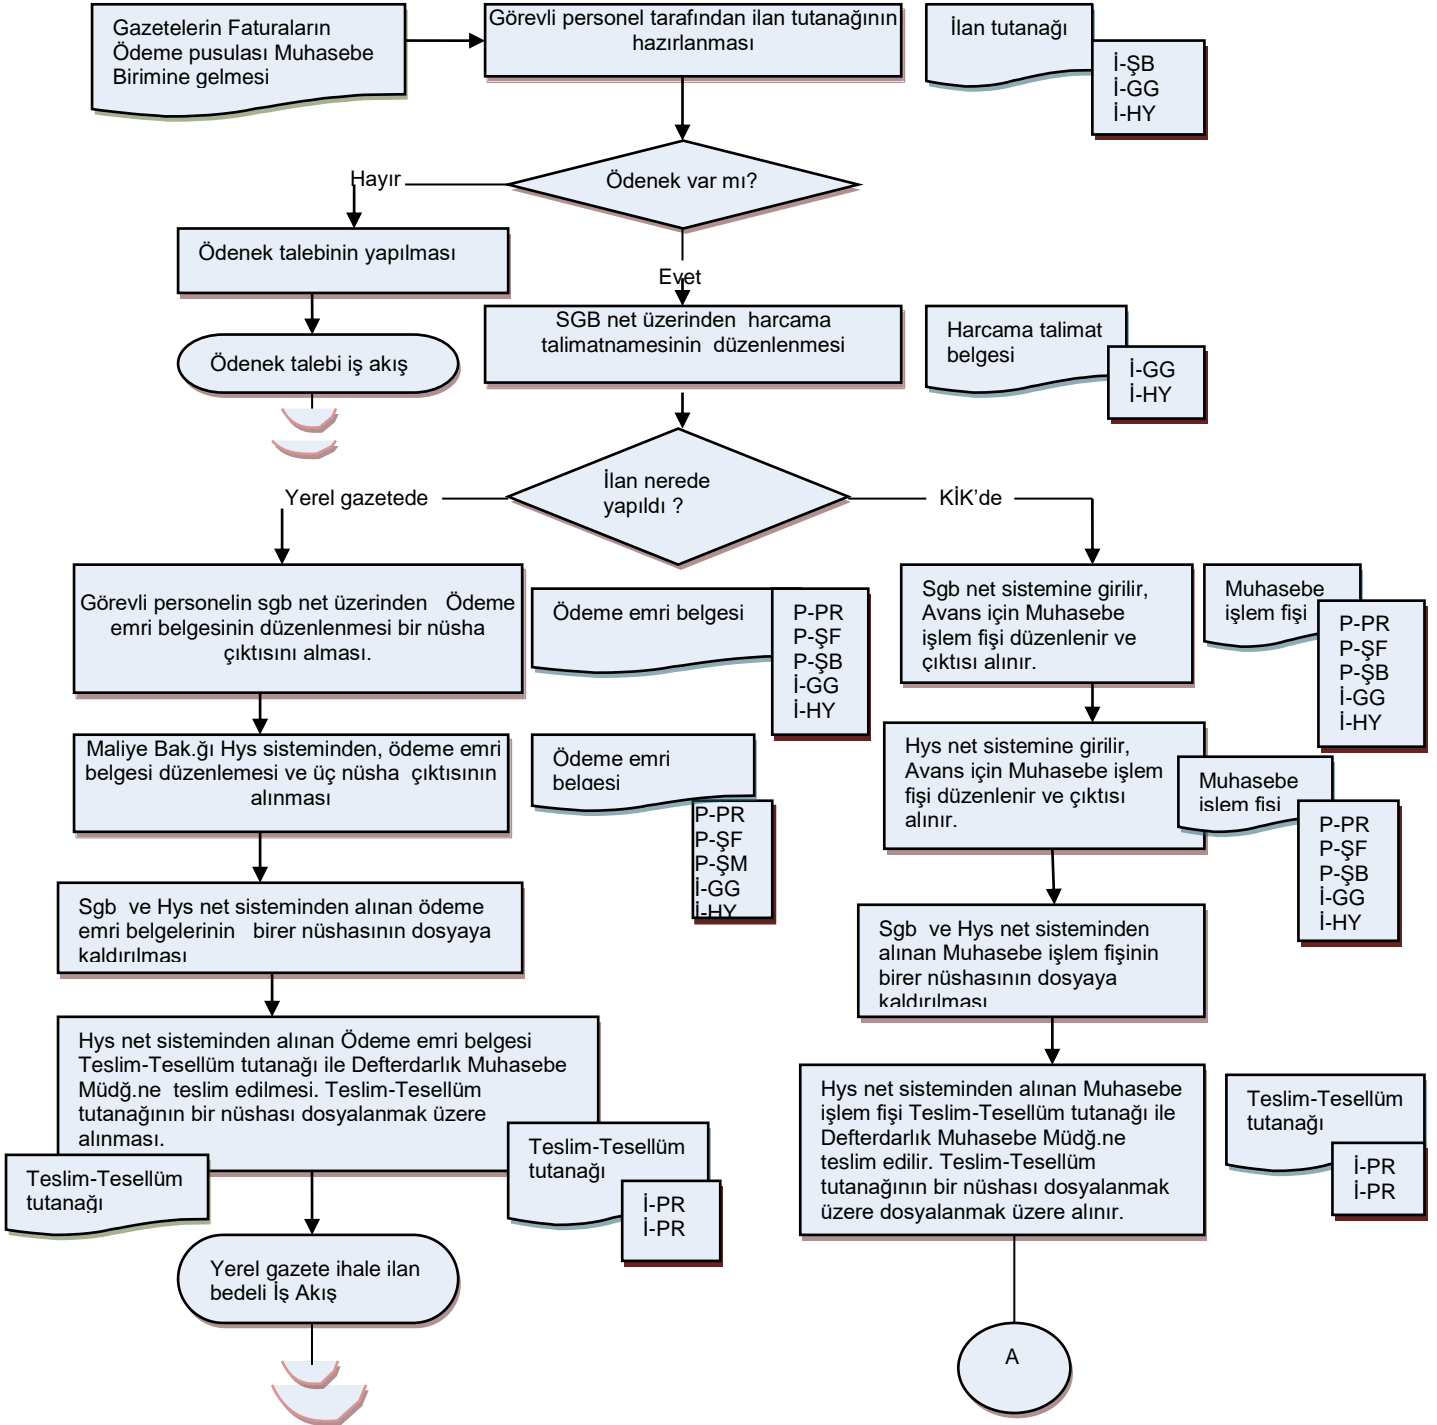 Gazetelerin Faturaların
Ödeme pusulası Muhasebe
Birimine gelmesi
Görevli personel tarafından ilan tutanağının
hazırlanması
İlan tutanağı
İ-ŞB
İ-GG
İ-HY
Ödenek var mı?
Hayır
Ödenek talebinin yapılması
Ödenek talebi iş akış
Evet
SGB net üzerinden harcama
talimatnamesinin düzenlenmesi
Harcama talimat
belgesi
İ-GG
İ-HY
İlan nerede
yapıldı ?
Yerel gazetede
KİK'de
Görevli personelin sgb net üzerinden Ödeme
emri belgesinin düzenlenmesi bir nüsha
çıktısını alması.
Ödeme emri belgesi
P-PR
P-ŞF
P-ŞB
İ-GG
İ-HY
Sgb net sistemine girilir,
Avans için Muhasebe
işlem fişi düzenlenir ve
çıktısı alınır.
Muhasebe
işlem fişi
P-PR
P-ŞF
P-ŞB
İ-GG
İ-HY
Maliye Bak.ğı Hys sisteminden, ödeme emri
belgesi düzenlemesi ve üç nüsha çıktısının
alınması
Ödeme emri
belgesi
P-PR
P-ŞF
P-ŞM
İ-GG
İ-HY
Hys net sistemine girilir,
Avans için Muhasebe işlem
fişi düzenlenir ve çıktısı
alınır.
Muhasebe
işlem fişi
P-PR
P-ŞF
P-ŞB
İ-GG
İ-HY
Sgb ve Hys net sisteminden alınan ödeme
emri belgelerinin birer nüshasının dosyaya
kaldırılması
Sgb ve Hys net sisteminden
alınan Muhasebe işlem fişinin
birer nüshasının dosyaya
kaldırılması
Hys net sisteminden alınan Ödeme emri belgesi
Teslim-Tesellüm tutanağı ile Defterdarlık Muhasebe
Müdğ.ne teslim edilmesi. Teslim-Tesellüm
tutanağının bir nüshası dosyalanmak üzere
alınması.
Teslim-Tesellüm
tutanağı
Teslim-Tesellüm
tutanağı
İ-PR
İ-PR
Hys net sisteminden alınan Muhasebe
işlem fişi Teslim-Tesellüm tutanağı ile
Defterdarlık Muhasebe Müdğ.ne
teslim edilir. Teslim-Tesellüm
tutanağının bir nüshası dosyalanmak
üzere dosyalanmak üzere alınır.
Teslim-Tesellüm
tutanağı
İ-PR
İ-PR
Yerel gazete ihale ilan
bedeli İş Akış
A